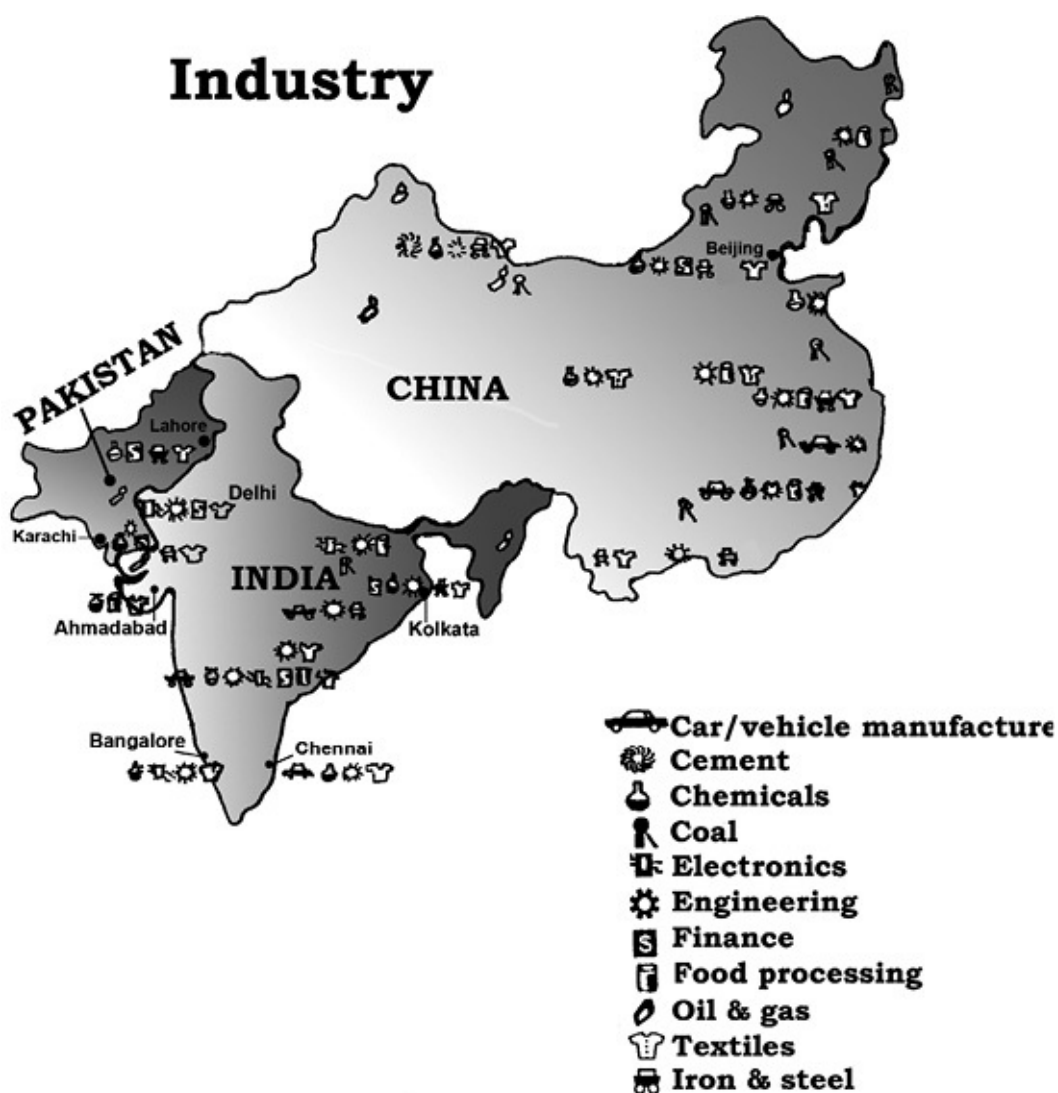 Industry
Beijing
PAKISTAN
CHINA
Lahore
Delhi
Karachi
INDIA
Ahmadabad
Kolkata
Bangalore
Chennai
Car/vehicle manufacture
Cement
Chemicals
Coal
Electronics
Engineering
Finance
Food processing
Oil & gas
Textiles
Iron & steel